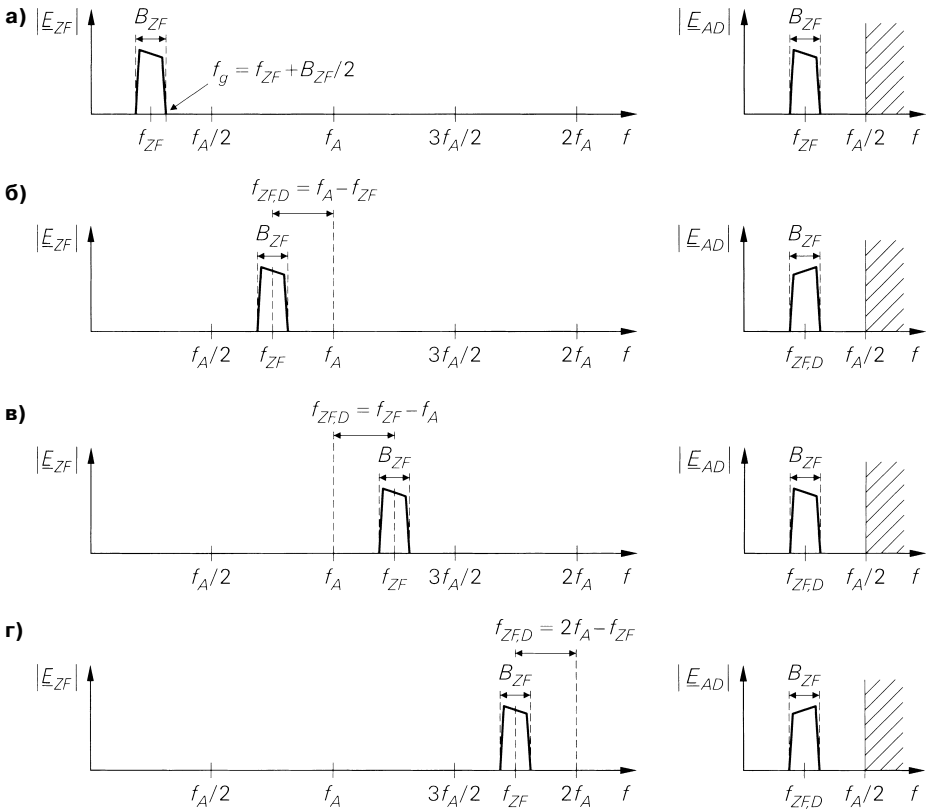 а) |E_ZF| B_ZF |E_AD| B_ZF
f_g = f_ZF + B_ZF/2
f_ZF f_A/2 f_A 3f_A/2 2f_A f f_ZF f_A/2 f
б) f_ZF,D = f_A – f_ZF
|E_ZF| B_ZF |E_AD| B_ZF
f_A/2 f_ZF f_A 3f_A/2 2f_A f f_ZF,D f_A/2 f
в) f_ZF,D = f_ZF – f_A
|E_ZF| B_ZF |E_AD| B_ZF
f_A/2 f_A f_ZF 3f_A/2 2f_A f f_ZF,D f_A/2 f
г) f_ZF,D = 2f_A – f_ZF
|E_ZF| B_ZF |E_AD| B_ZF
f_A/2 f_A 3f_A/2 f_ZF 2f_A f f_ZF,D f_A/2 f